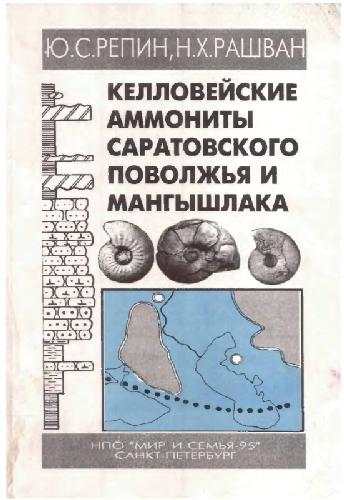 Ю.С.РЕПИН, Н.Х.РАШВАН
КЕЛЛОВЕЙСКИЕ
АММОНИТЫ
САРАТОВСКОГО
ПОВОЛЖЬЯ И
МАНГЫШЛАКА
НПО "МИР И СЕМЬЯ-95"
САНКТ-ПЕТЕРБУРГ